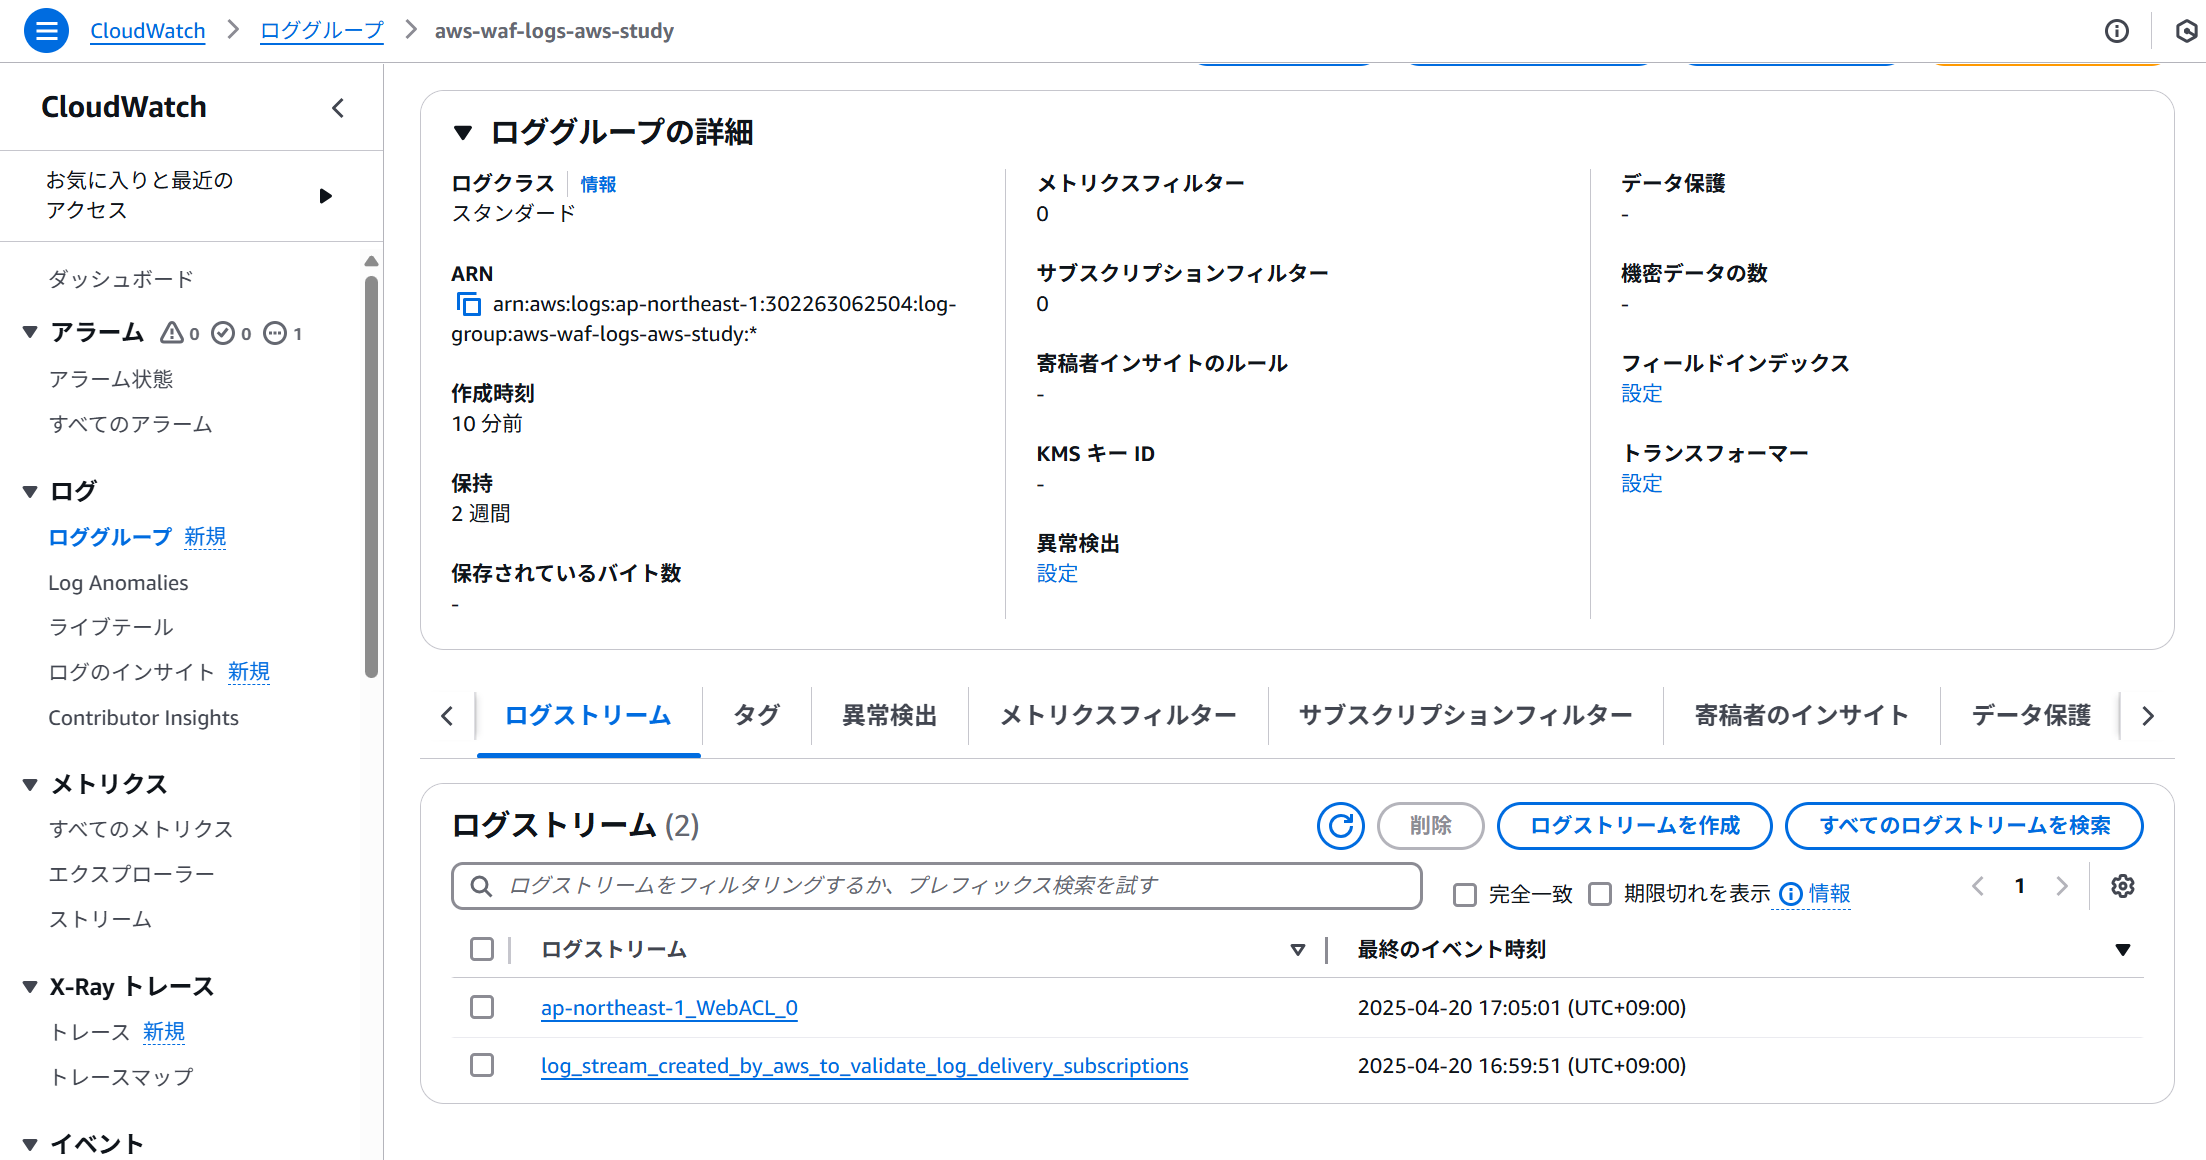 CloudWatch
ロググループ
aws-waf-logs-aws-study
CloudWatch
お気に入りと最近の
アクセス
ダッシュボード
アラーム 0 0 1
アラーム状態
すべてのアラーム
ログ
ロググループ 新規
Log Anomalies
ライブテール
ログのインサイト 新規
Contributor Insights
メトリクス
すべてのメトリクス
エクスプローラー
ストリーム
X-Ray トレース
トレース 新規
トレースマップ
イベント
ロググループの詳細
ログクラス 情報
スタンダード
ARN
arn:aws:logs:ap-northeast-1:302263062504:log-
group:aws-waf-logs-aws-study:*
作成時刻
10 分前
保持
2 週間
保存されているバイト数
-
メトリクスフィルター
0
サブスクリプションフィルター
0
寄稿者インサイトのルール
-
KMS キー ID
-
異常検出
設定
データ保護
-
機密データの数
-
フィールドインデックス
設定
トランスフォーマー
設定
ログストリーム タグ 異常検出 メトリクスフィルター サブスクリプションフィルター 寄稿者のインサイト データ保護
ログストリーム (2)
削除 ログストリームを作成 すべてのログストリームを検索
ログストリームをフィルタリングするか、プレフィックス検索を試す
完全一致 期限切れを表示 情報
1
ログストリーム 最終のイベント時刻
ap-northeast-1_WebACL_0 2025-04-20 17:05:01 (UTC+09:00)
log_stream_created_by_aws_to_validate_log_delivery_subscriptions 2025-04-20 16:59:51 (UTC+09:00)